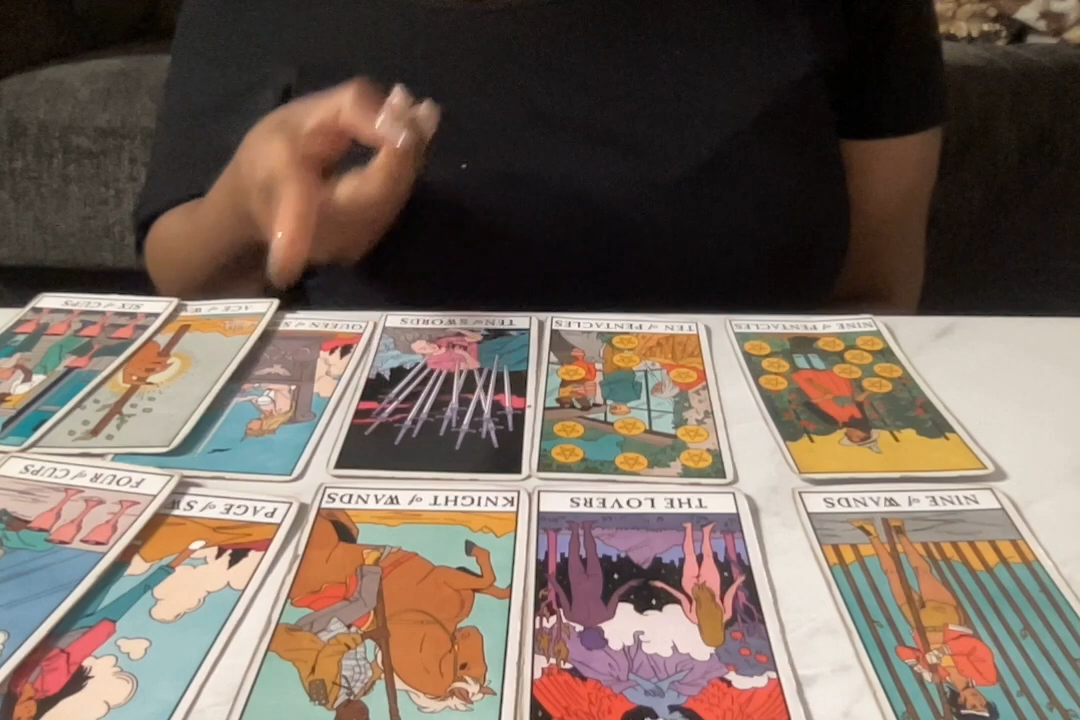 SIX of CUPS
ACE of W
QUEEN of S
TEN of SWORDS
TEN of PENTACLES
NINE of PENTACLES
FOUR of CUPS
PAGE of SW
KNIGHT of WANDS
THE LOVERS
NINE of WANDS